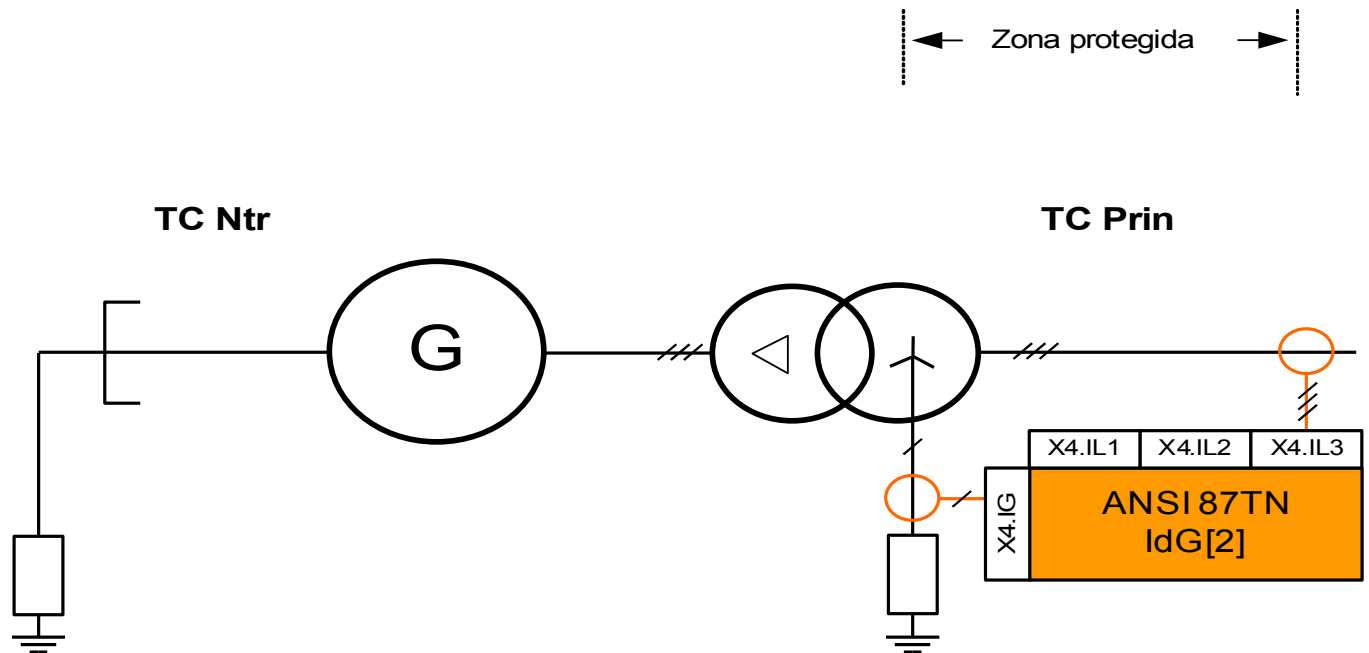 Zona protegida
TC Ntr
TC Prin
G
X4.IL1
X4.IL2
X4.IL3
X4.IG
ANSI 87TN
IdG[2]